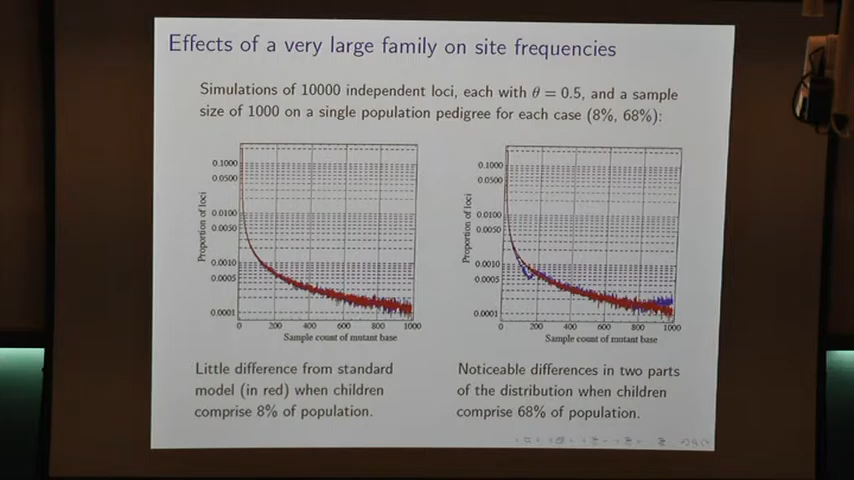 Effects of a very large family on site frequencies
Simulations of 10000 independent loci, each with θ = 0.5, and a sample
size of 1000 on a single population pedigree for each case (8%, 68%):
0.1000
0.0500
0.0100
0.0050
0.0010
0.0005
0.0001
Proportion of loci
0 200 400 600 800 1000
Sample count of mutant base
0.1000
0.0500
0.0100
0.0050
0.0010
0.0005
0.0001
Proportion of loci
0 200 400 600 800 1000
Sample count of mutant base
Little difference from standard
model (in red) when children
comprise 8% of population.
Noticeable differences in two parts
of the distribution when children
comprise 68% of population.